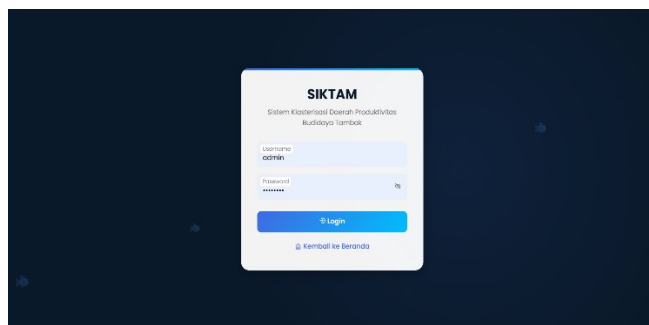 SIKTAM
Sistem Klasterisasi Daerah Produktivitas
Budidaya Tambak
Username
admin
Password
••••••••
Login
Kembali ke Beranda